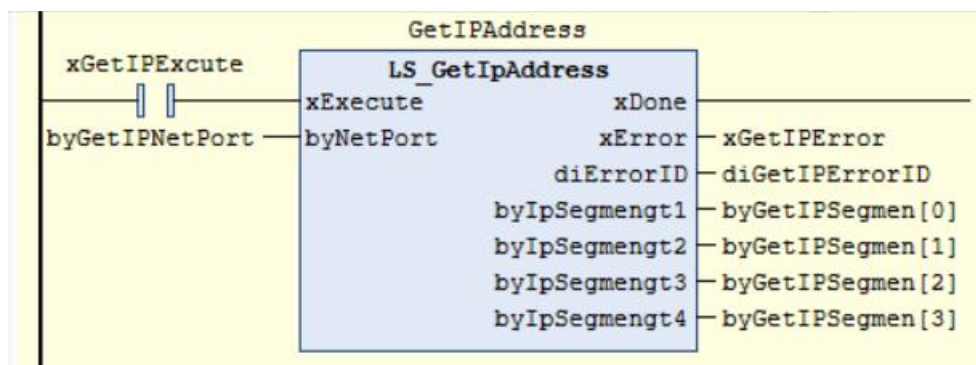 GetIPAddress
xGetIPExcute
LS_GetIpAddress
xExecute xDone
byGetIPNetPort byNetPort xError xGetIPError
diErrorID diGetIPErrorID
byIpSegmengt1 byGetIPSegmen[0]
byIpSegmengt2 byGetIPSegmen[1]
byIpSegmengt3 byGetIPSegmen[2]
byIpSegmengt4 byGetIPSegmen[3]